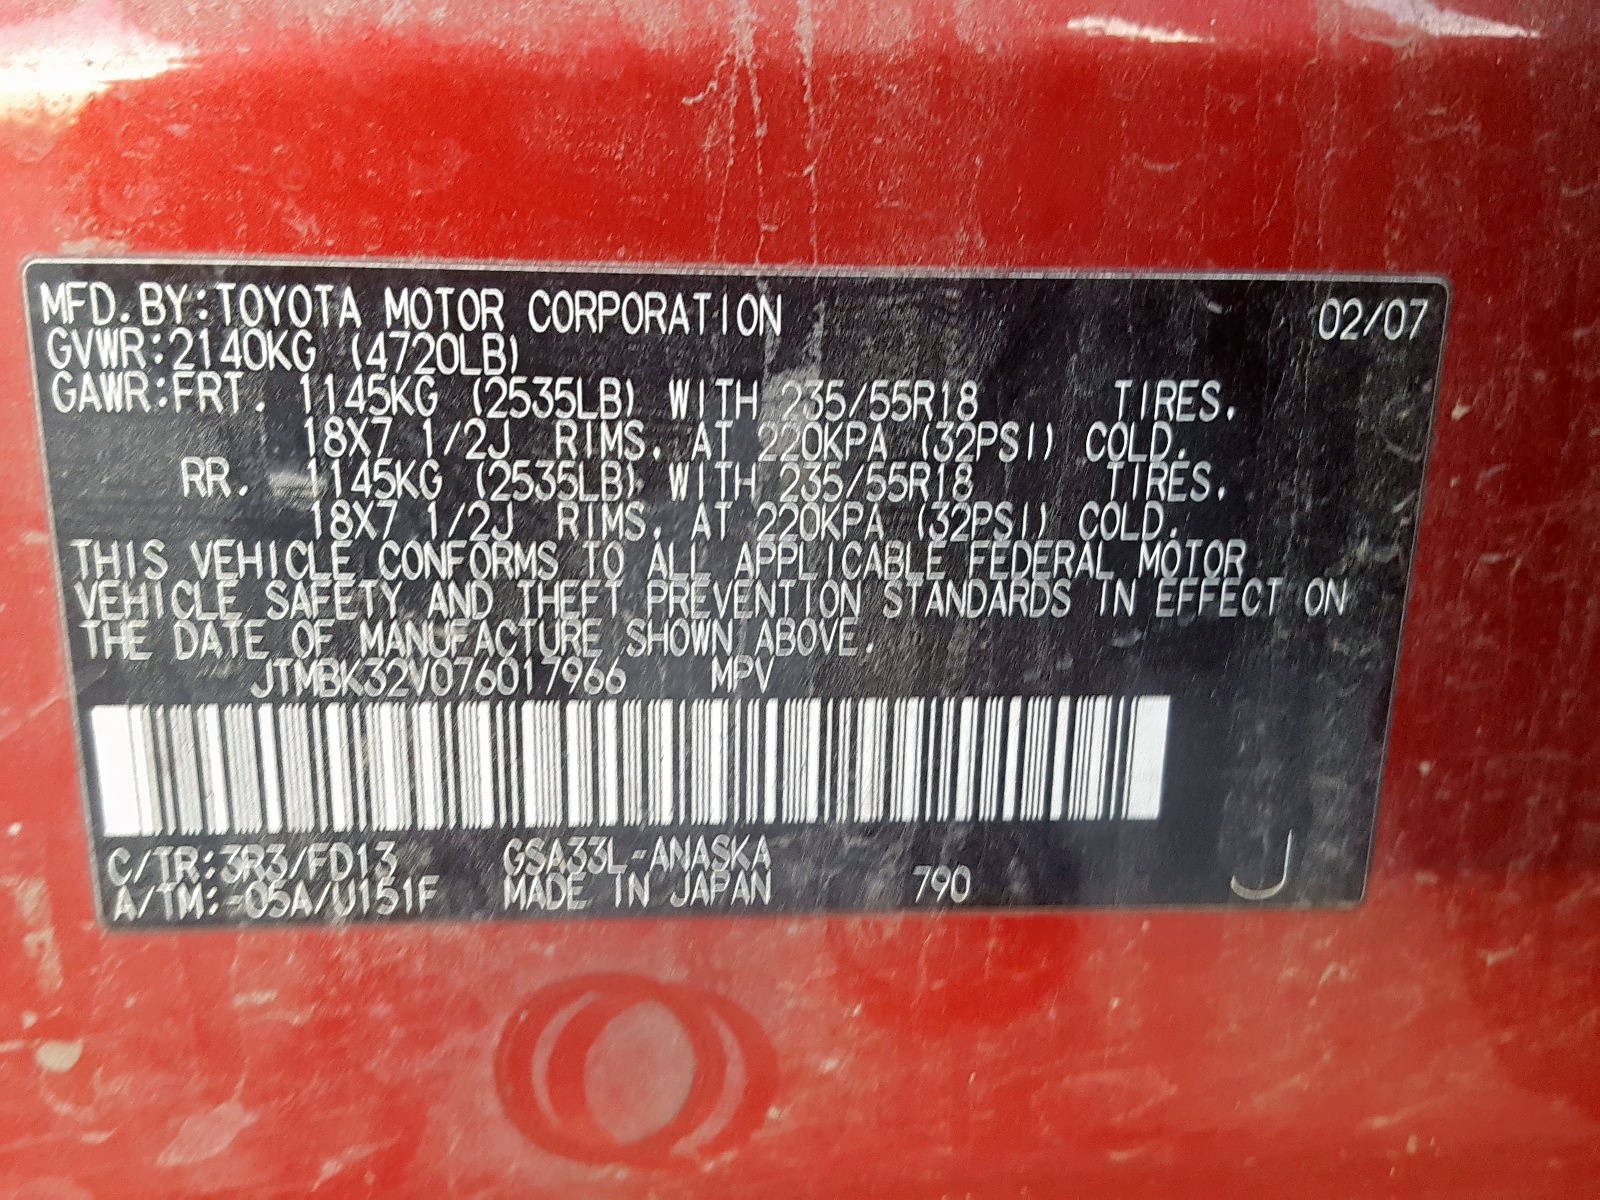 MFD. BY:TOYOTA MOTOR CORPORATION 02/07
GVWR:2140KG (4720LB)
GAWR:FRT. 1145KG (2535LB) WITH 235/55R18 TIRES,
18X7 1/2J RIMS, AT 220KPA (32PSI) COLD.
RR. 1145KG (2535LB) WITH 235/55R18 TIRES,
18X7 1/2J RIMS, AT 220KPA (32PSI) COLD.
THIS VEHICLE CONFORMS TO ALL APPLICABLE FEDERAL MOTOR
VEHICLE SAFETY AND THEFT PREVENTION STANDARDS IN EFFECT ON
THE DATE OF MANUFACTURE SHOWN ABOVE.
JTMBK32V076017966 MPV
C/TR:3R3/FD13 GSA33L-ANASKA
A/TM:-05A/U151F MADE IN JAPAN 790 J